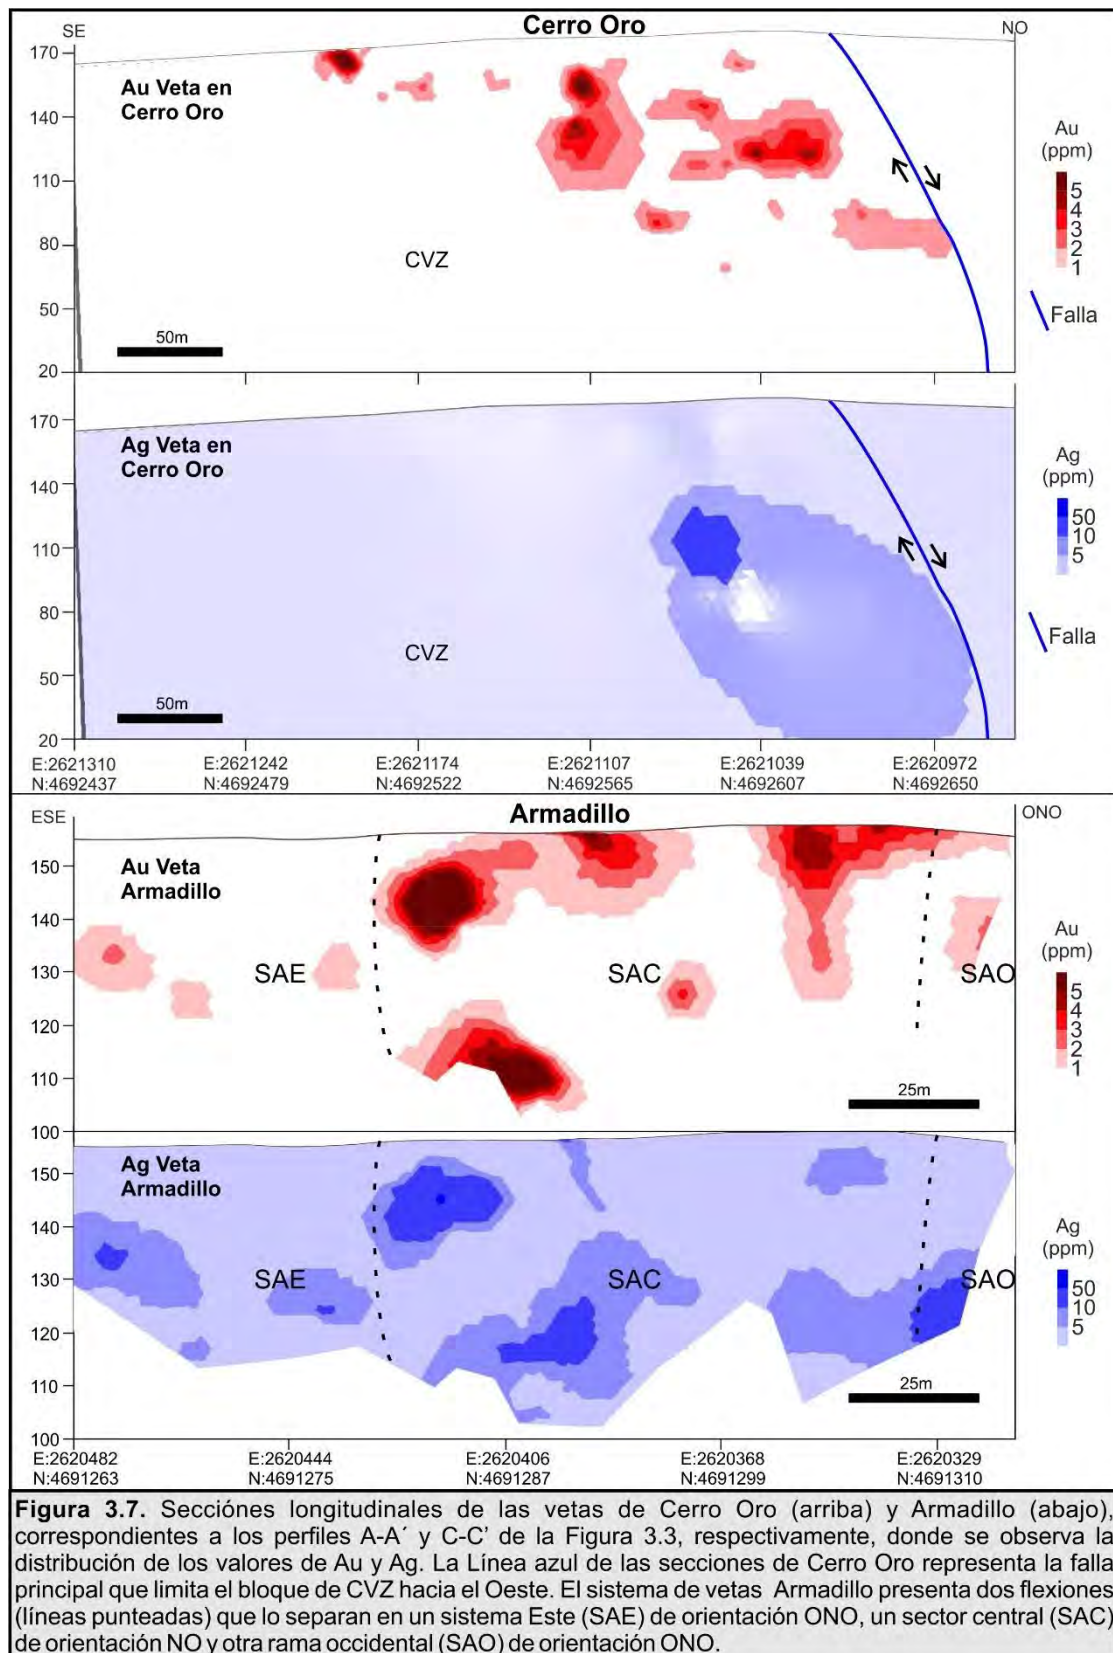 Cerro Oro
SE
NO
170
140
110
80
50
20
Au Veta en
Cerro Oro
CVZ
50m
Au
(ppm)
5
4
3
2
1
Falla
170
140
110
80
50
20
Ag Veta en
Cerro Oro
CVZ
50m
Ag
(ppm)
50
10
5
Falla
E:2621310 E:2621242 E:2621174 E:2621107 E:2621039 E:2620972
N:4692437 N:4692479 N:4692522 N:4692565 N:4692607 N:4692650
Armadillo
ESE
ONO
150
140
130
120
110
100
Au Veta
Armadillo
SAE
SAC
SAO
25m
Au
(ppm)
5
4
3
2
1
150
140
130
120
110
100
Ag Veta
Armadillo
SAE
SAC
SAO
25m
Ag
(ppm)
50
10
5
E:2620482 E:2620444 E:2620406 E:2620368 E:2620329
N:4691263 N:4691275 N:4691287 N:4691299 N:4691310
Figura 3.7. Secciónes longitudinales de las vetas de Cerro Oro (arriba) y Armadillo (abajo),
correspondientes a los perfiles A-A´ y C-C’ de la Figura 3.3, respectivamente, donde se observa la
distribución de los valores de Au y Ag. La Línea azul de las secciones de Cerro Oro representa la falla
principal que limita el bloque de CVZ hacia el Oeste. El sistema de vetas Armadillo presenta dos flexiones
(líneas punteadas) que lo separan en un sistema Este (SAE) de orientación ONO, un sector central (SAC)
de orientación NO y otra rama occidental (SAO) de orientación ONO.